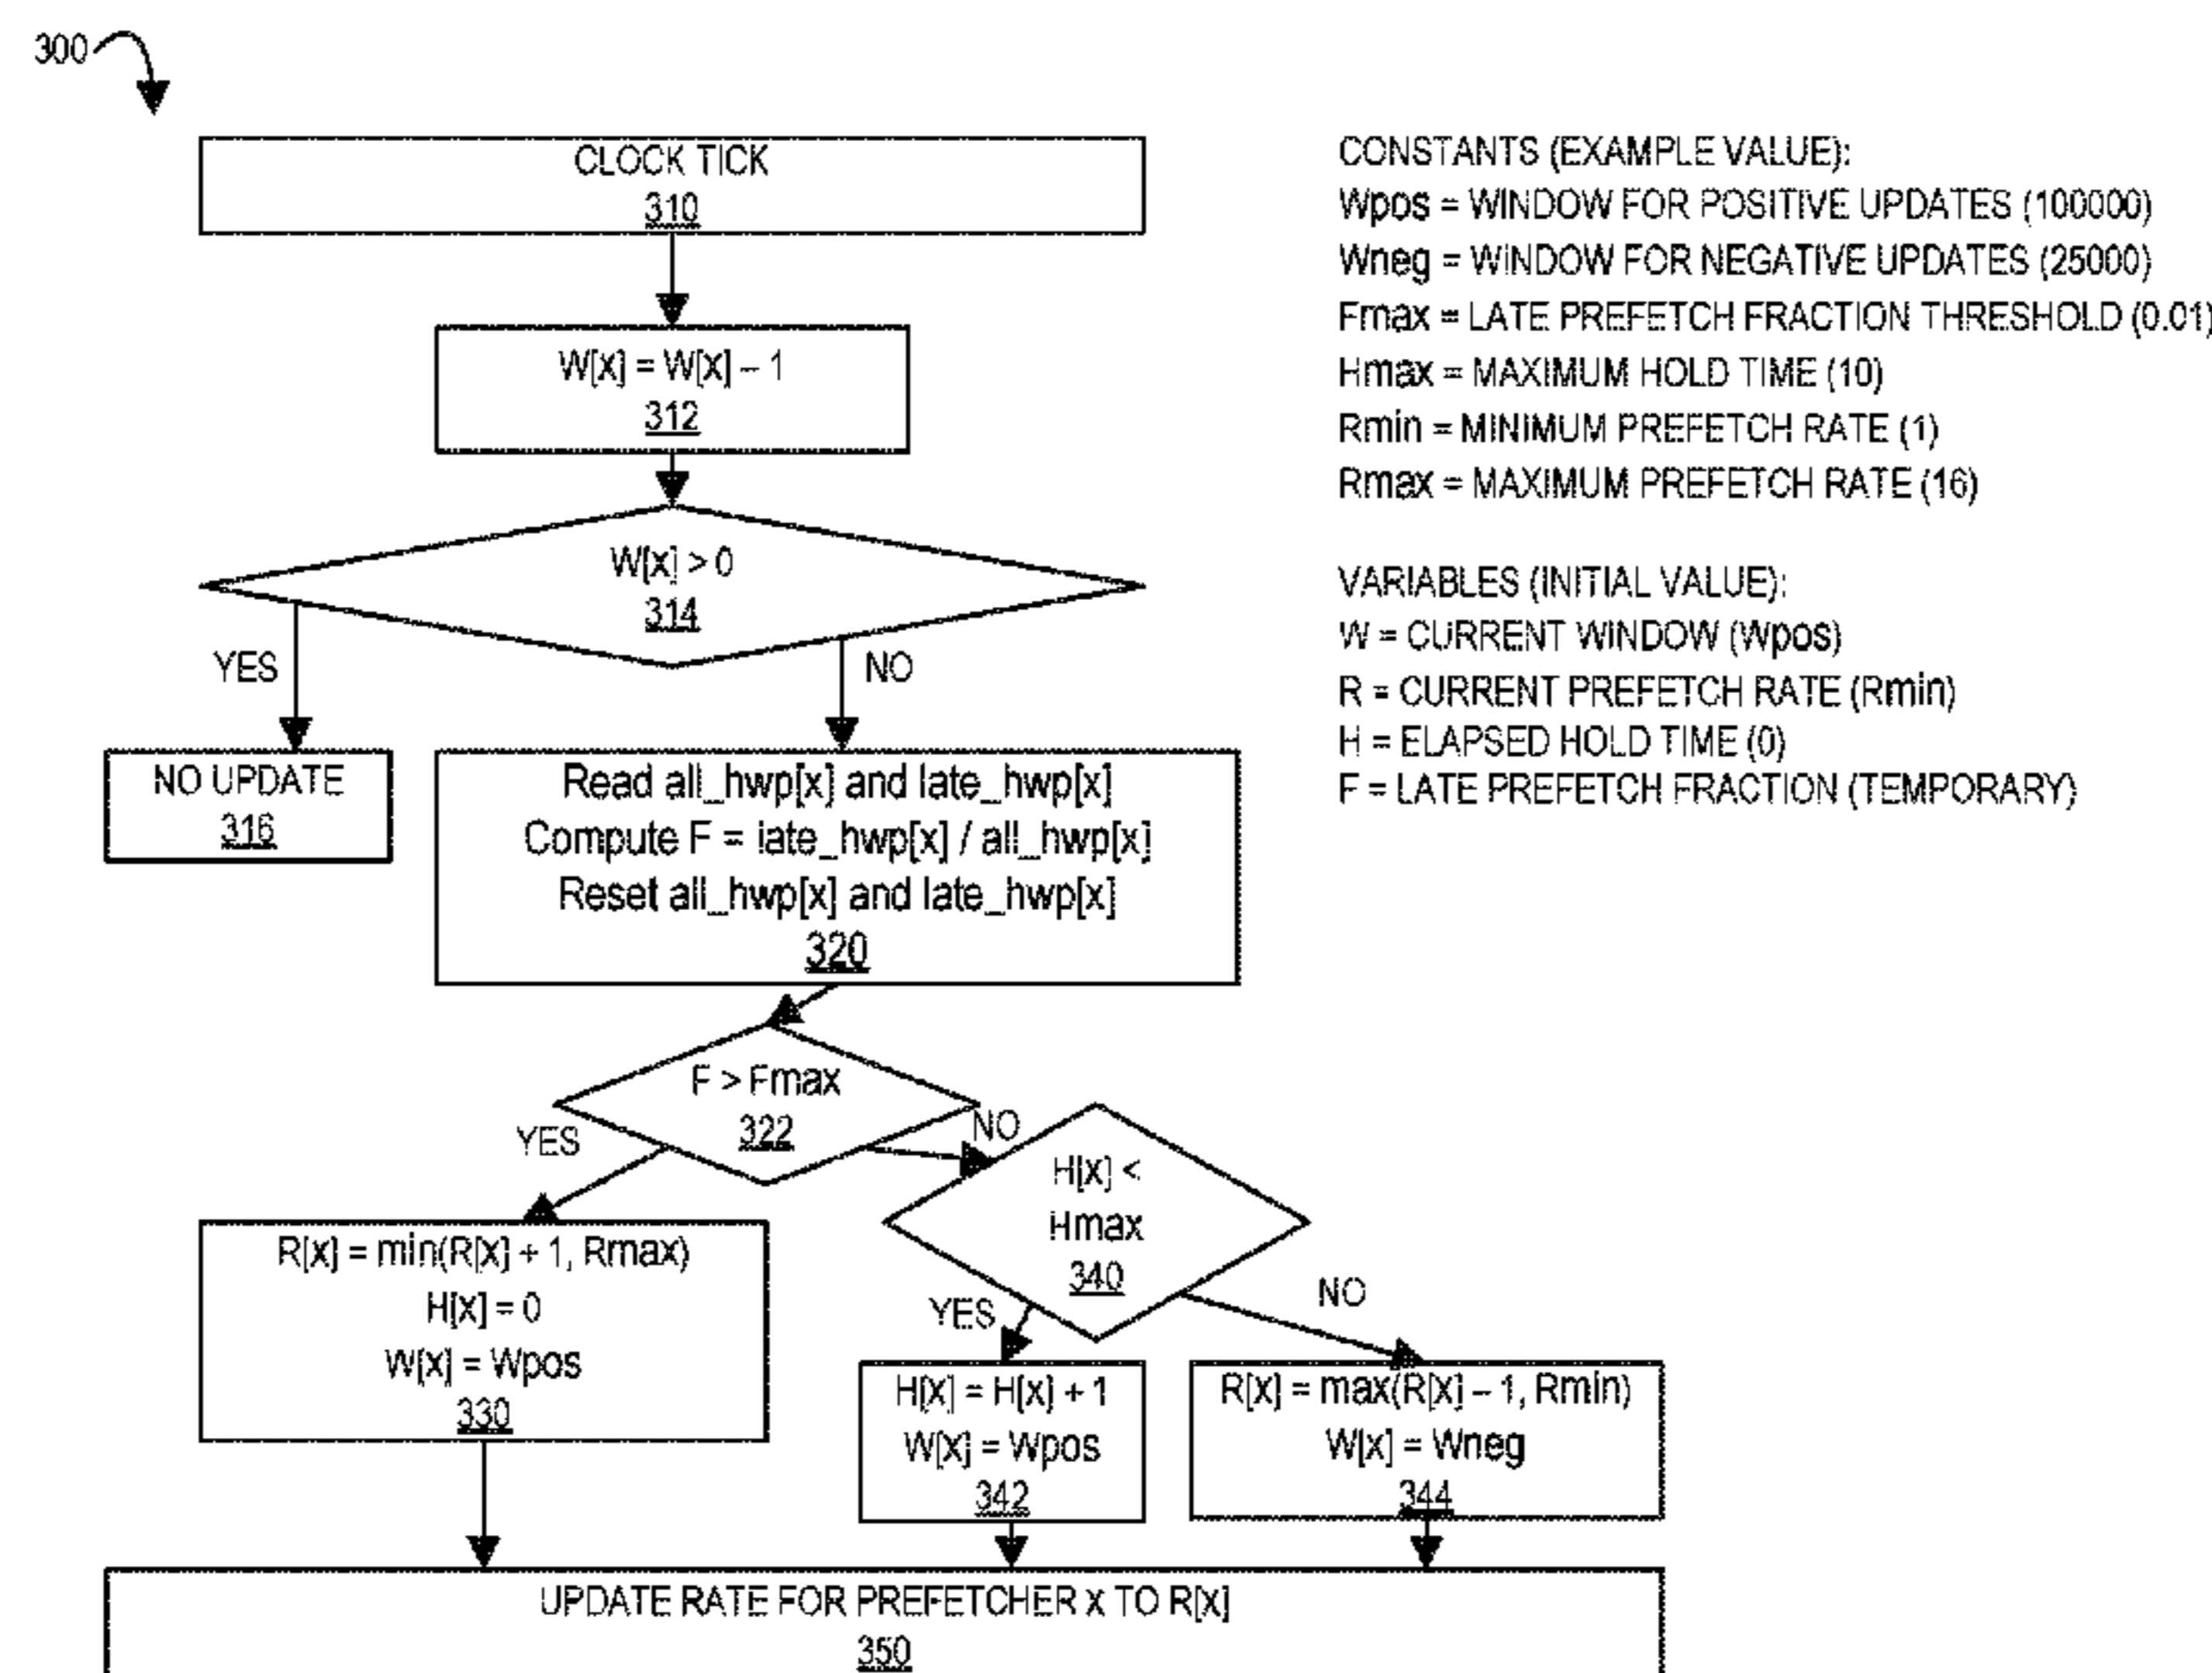 300
CLOCK TICK
310
W[x] = W[x] – 1
312
W[x] > 0
314
YES
NO
NO UPDATE
316
Read all_hwp[x] and late_hwp[x]
Compute F = late_hwp[x] / all_hwp[x]
Reset all_hwp[x] and late_hwp[x]
320
F > Fmax
322
YES
NO
H[x] <
Hmax
340
YES
NO
R[x] = min(R[x] + 1, Rmax)
H[x] = 0
W[x] = Wpos
330
H[x] = H[x] + 1
W[x] = Wpos
342
R[x] = max(R[x] – 1, Rmin)
W[x] = Wneg
344
UPDATE RATE FOR PREFETCHER X TO R[X]
350
CONSTANTS (EXAMPLE VALUE):
Wpos = WINDOW FOR POSITIVE UPDATES (100000)
Wneg = WINDOW FOR NEGATIVE UPDATES (25000)
Fmax = LATE PREFETCH FRACTION THRESHOLD (0.01)
Hmax = MAXIMUM HOLD TIME (10)
Rmin = MINIMUM PREFETCH RATE (1)
Rmax = MAXIMUM PREFETCH RATE (16)
VARIABLES (INITIAL VALUE):
W = CURRENT WINDOW (Wpos)
R = CURRENT PREFETCH RATE (Rmin)
H = ELAPSED HOLD TIME (0)
F = LATE PREFETCH FRACTION (TEMPORARY)